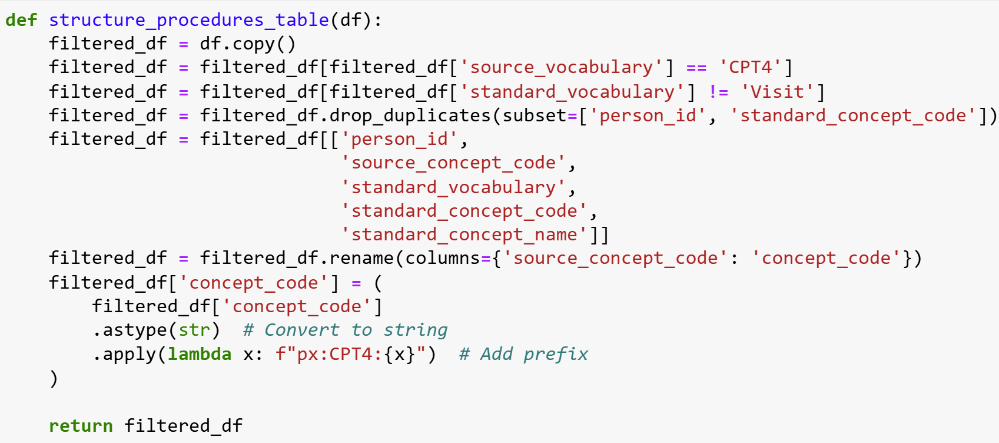 def structure_procedures_table(df):
    filtered_df = df.copy()
    filtered_df = filtered_df[filtered_df['source_vocabulary'] == 'CPT4']
    filtered_df = filtered_df[filtered_df['standard_vocabulary'] != 'Visit']
    filtered_df = filtered_df.drop_duplicates(subset=['person_id', 'standard_concept_code'])
    filtered_df = filtered_df[['person_id',
                               'source_concept_code',
                               'standard_vocabulary',
                               'standard_concept_code',
                               'standard_concept_name']]
    filtered_df = filtered_df.rename(columns={'source_concept_code': 'concept_code'})
    filtered_df['concept_code'] = (
        filtered_df['concept_code']
        .astype(str)  # Convert to string
        .apply(lambda x: f"px:CPT4:{x}")  # Add prefix
    )

    return filtered_df